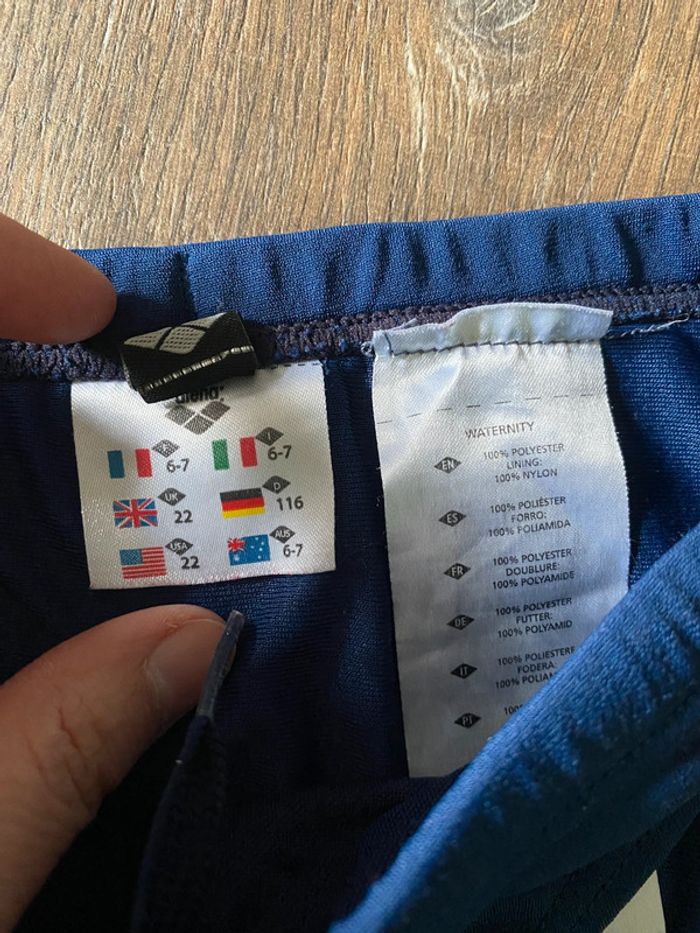 arena
F
6-7
I
6-7
UK
22
D
116
USA
22
AUS
6-7
WATERNITY
EN
100% POLYESTER
LINING:
100% NYLON
ES
100% POLIÉSTER
FORRO:
100% POLIAMIDA
FR
100% POLYESTER
DOUBLURE:
100% POLYAMIDE
DE
100% POLYESTER
FUTTER:
100% POLYAMID
IT
100% POLIESTERE
FODERA:
100%
PT